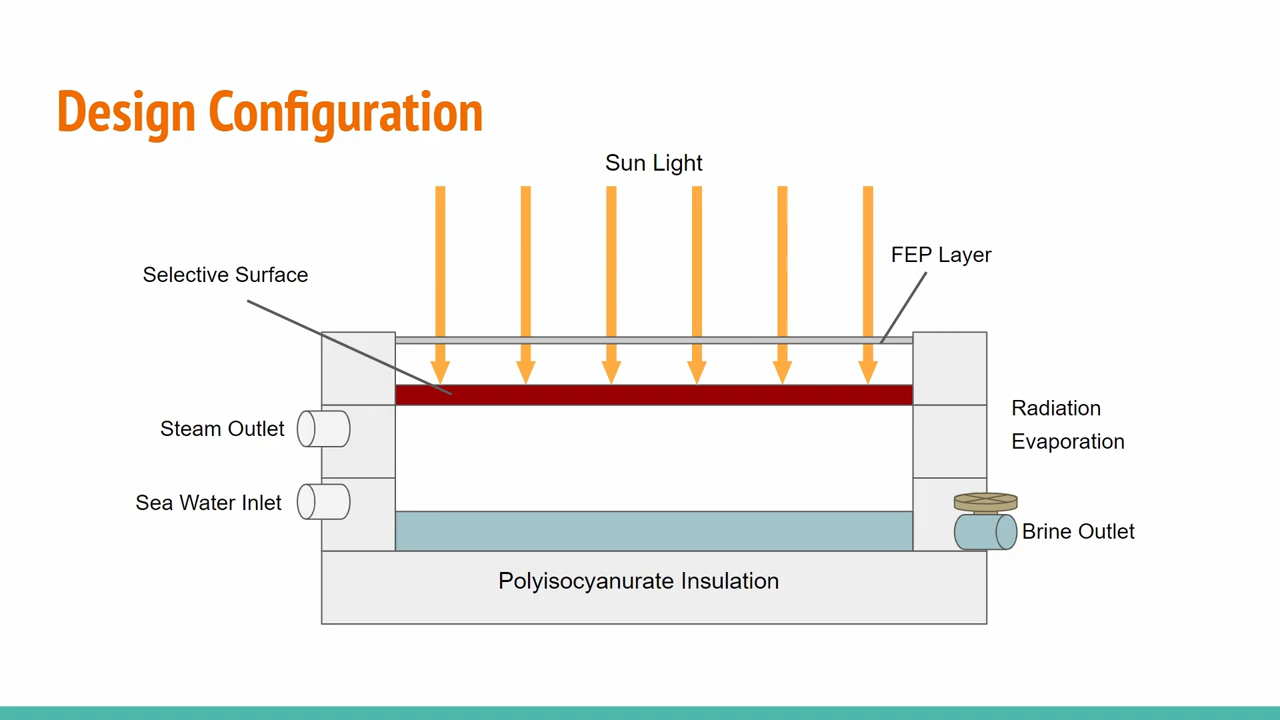 Design Configuration
Sun Light
FEP Layer
Selective Surface
Radiation
Evaporation
Steam Outlet
Sea Water Inlet
Brine Outlet
Polyisocyanurate Insulation